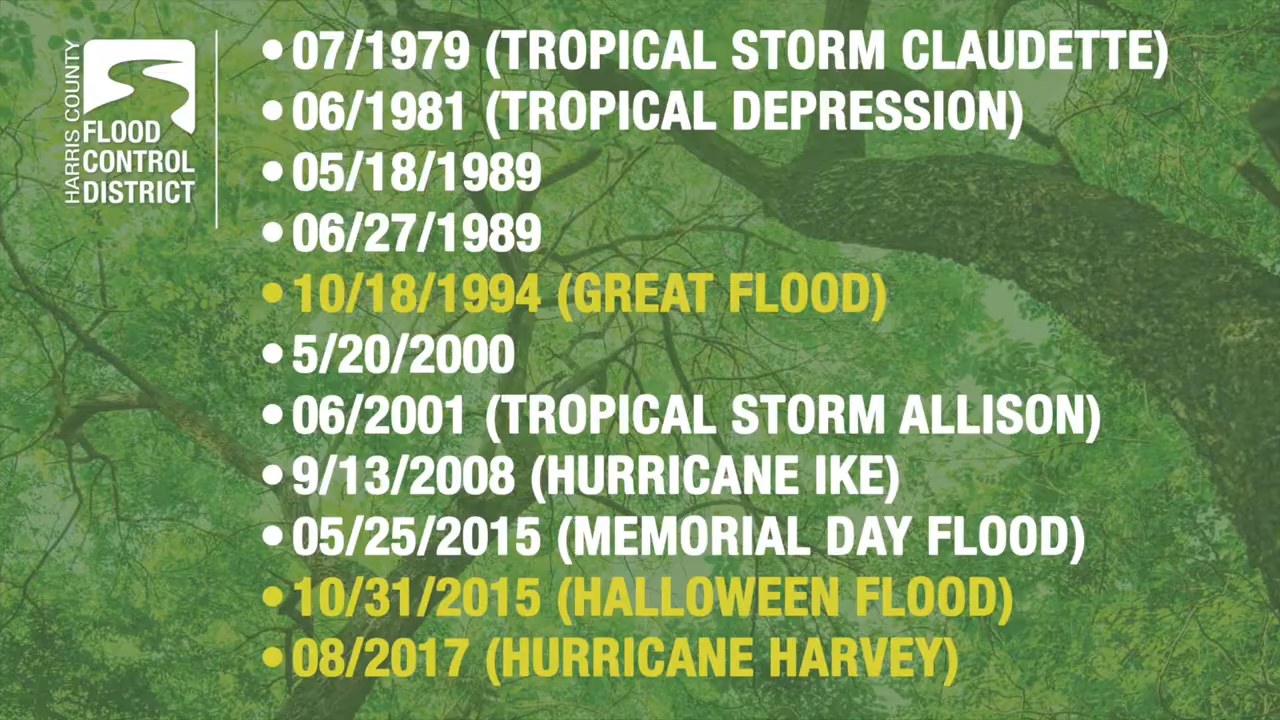 HARRIS COUNTY
FLOOD
CONTROL
DISTRICT
•07/1979 (TROPICAL STORM CLAUDETTE)
•06/1981 (TROPICAL DEPRESSION)
•05/18/1989
•06/27/1989
•10/18/1994 (GREAT FLOOD)
•5/20/2000
•06/2001 (TROPICAL STORM ALLISON)
•9/13/2008 (HURRICANE IKE)
•05/25/2015 (MEMORIAL DAY FLOOD)
•10/31/2015 (HALLOWEEN FLOOD)
•08/2017 (HURRICANE HARVEY)